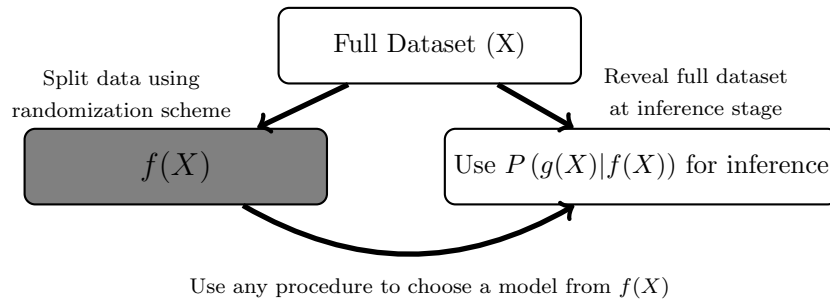 Full Dataset (X)
Split data using
randomization scheme
Reveal full dataset
at inference stage
f(X)
Use P (g(X)|f(X)) for inference
Use any procedure to choose a model from f(X)